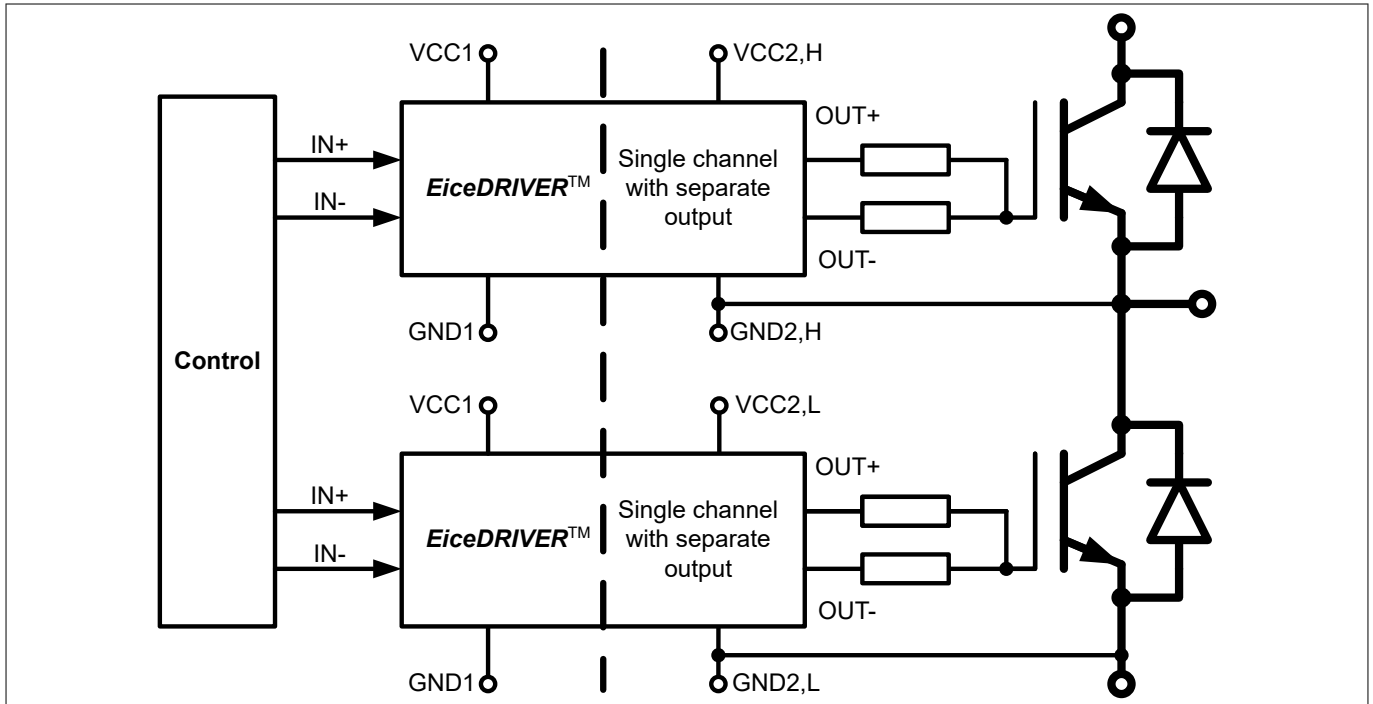 VCC1
VCC2,H
OUT+
IN+
IN-
EiceDRIVER™
Single channel
with separate
output
OUT-
GND1
GND2,H
Control
VCC1
VCC2,L
OUT+
IN+
IN-
EiceDRIVER™
Single channel
with separate
output
OUT-
GND1
GND2,L